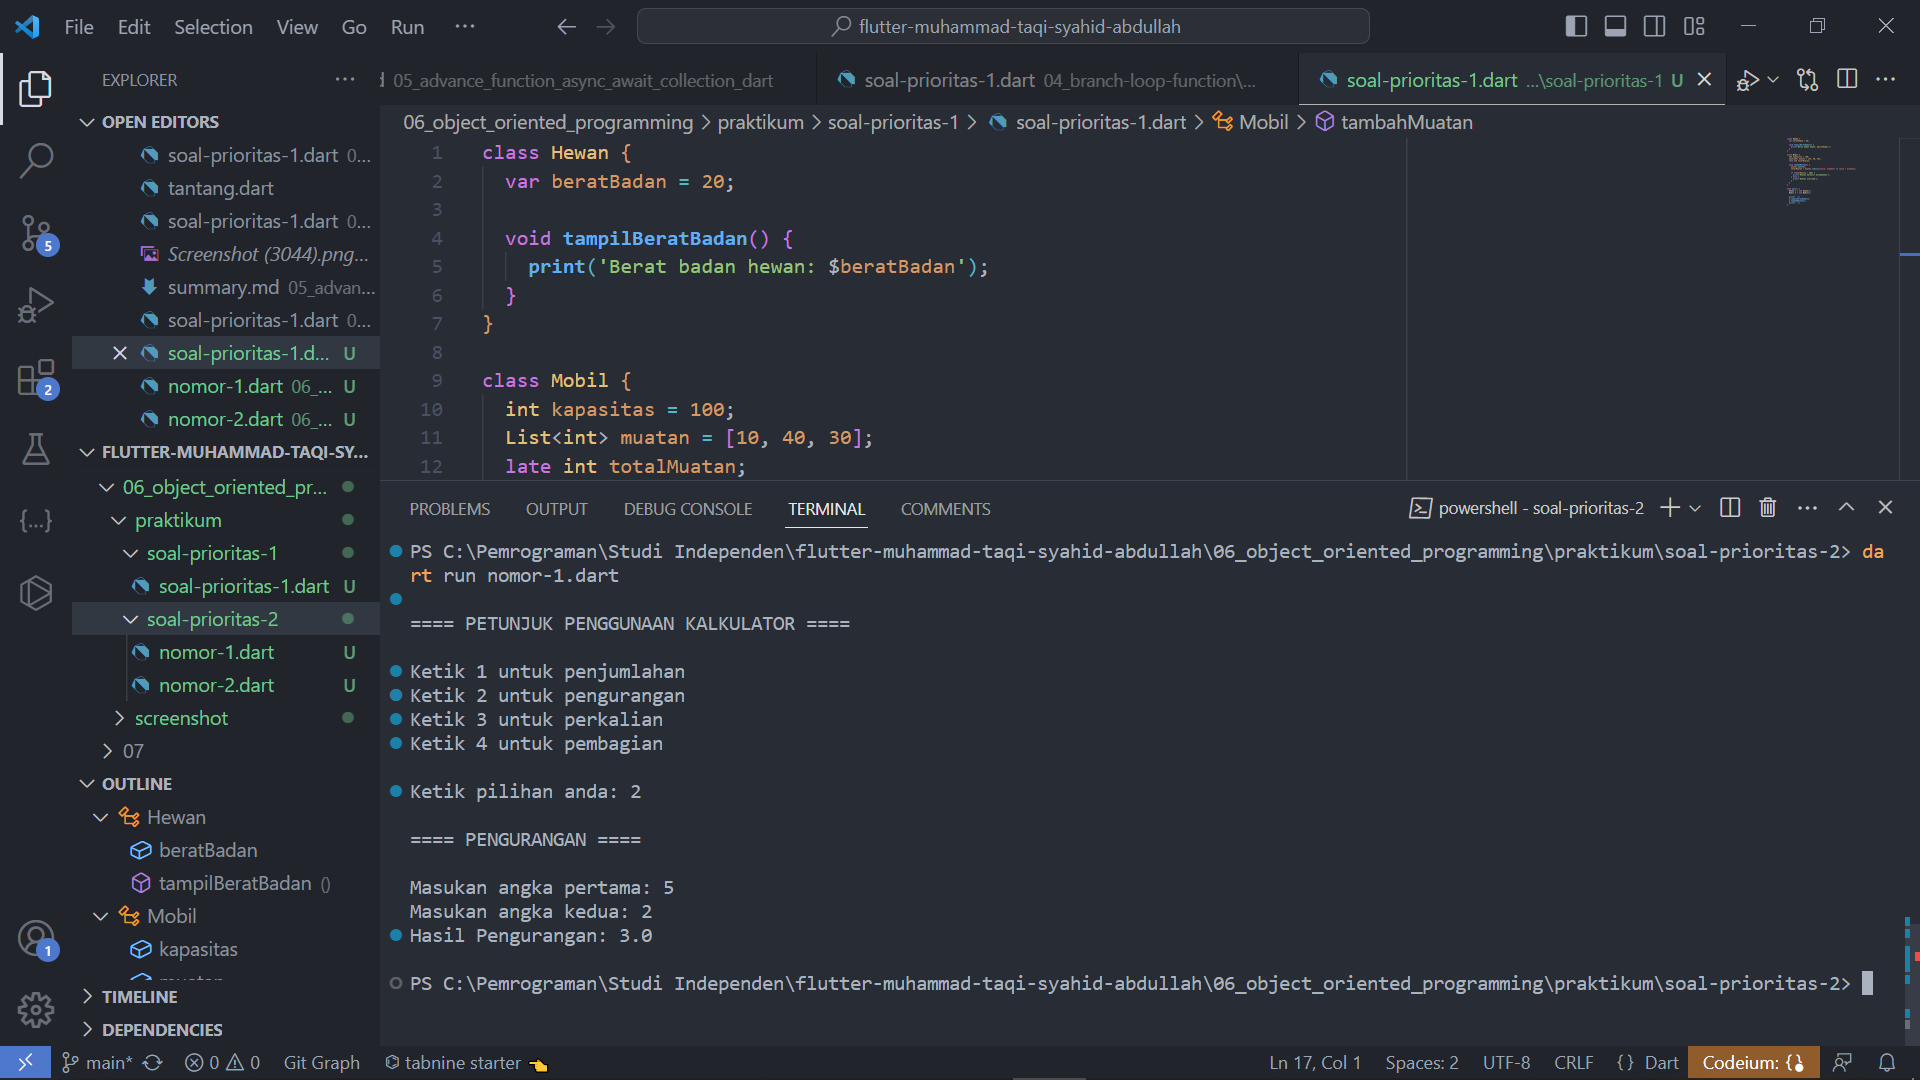 File Edit Selection View Go Run ··· flutter-muhammad-taqi-syahid-abdullah
EXPLORER ···
OPEN EDITORS
soal-prioritas-1.dart 0...
tantang.dart
soal-prioritas-1.dart 0...
Screenshot (3044).png...
summary.md 05_advan...
soal-prioritas-1.dart 0...
soal-prioritas-1.d... U
nomor-1.dart 06_... U
nomor-2.dart 06_... U
FLUTTER-MUHAMMAD-TAQI-SY...
06_object_oriented_pr...
praktikum
soal-prioritas-1
soal-prioritas-1.dart U
soal-prioritas-2
nomor-1.dart U
nomor-2.dart U
screenshot
07
OUTLINE
Hewan
beratBadan
tampilBeratBadan ()
Mobil
kapasitas
TIMELINE
DEPENDENCIES
5
2
1
05_advance_function_async_await_collection_dart soal-prioritas-1.dart 04_branch-loop-function\... soal-prioritas-1.dart ...\soal-prioritas-1 U
06_object_oriented_programming > praktikum > soal-prioritas-1 > soal-prioritas-1.dart > Mobil > tambahMuatan
1 class Hewan {
2 var beratBadan = 20;
3
4 void tampilBeratBadan() {
5 print('Berat badan hewan: $beratBadan');
6 }
7 }
8
9 class Mobil {
10 int kapasitas = 100;
11 List<int> muatan = [10, 40, 30];
12 late int totalMuatan;
PROBLEMS OUTPUT DEBUG CONSOLE TERMINAL COMMENTS powershell - soal-prioritas-2
PS C:\Pemrograman\Studi Independen\flutter-muhammad-taqi-syahid-abdullah\06_object_oriented_programming\praktikum\soal-prioritas-2> da
rt run nomor-1.dart
==== PETUNJUK PENGGUNAAN KALKULATOR ====
Ketik 1 untuk penjumlahan
Ketik 2 untuk pengurangan
Ketik 3 untuk perkalian
Ketik 4 untuk pembagian
Ketik pilihan anda: 2
==== PENGURANGAN ====
Masukan angka pertama: 5
Masukan angka kedua: 2
Hasil Pengurangan: 3.0
PS C:\Pemrograman\Studi Independen\flutter-muhammad-taqi-syahid-abdullah\06_object_oriented_programming\praktikum\soal-prioritas-2>
main* 0 0 Git Graph tabnine starter Ln 17, Col 1 Spaces: 2 UTF-8 CRLF {} Dart Codeium: {}